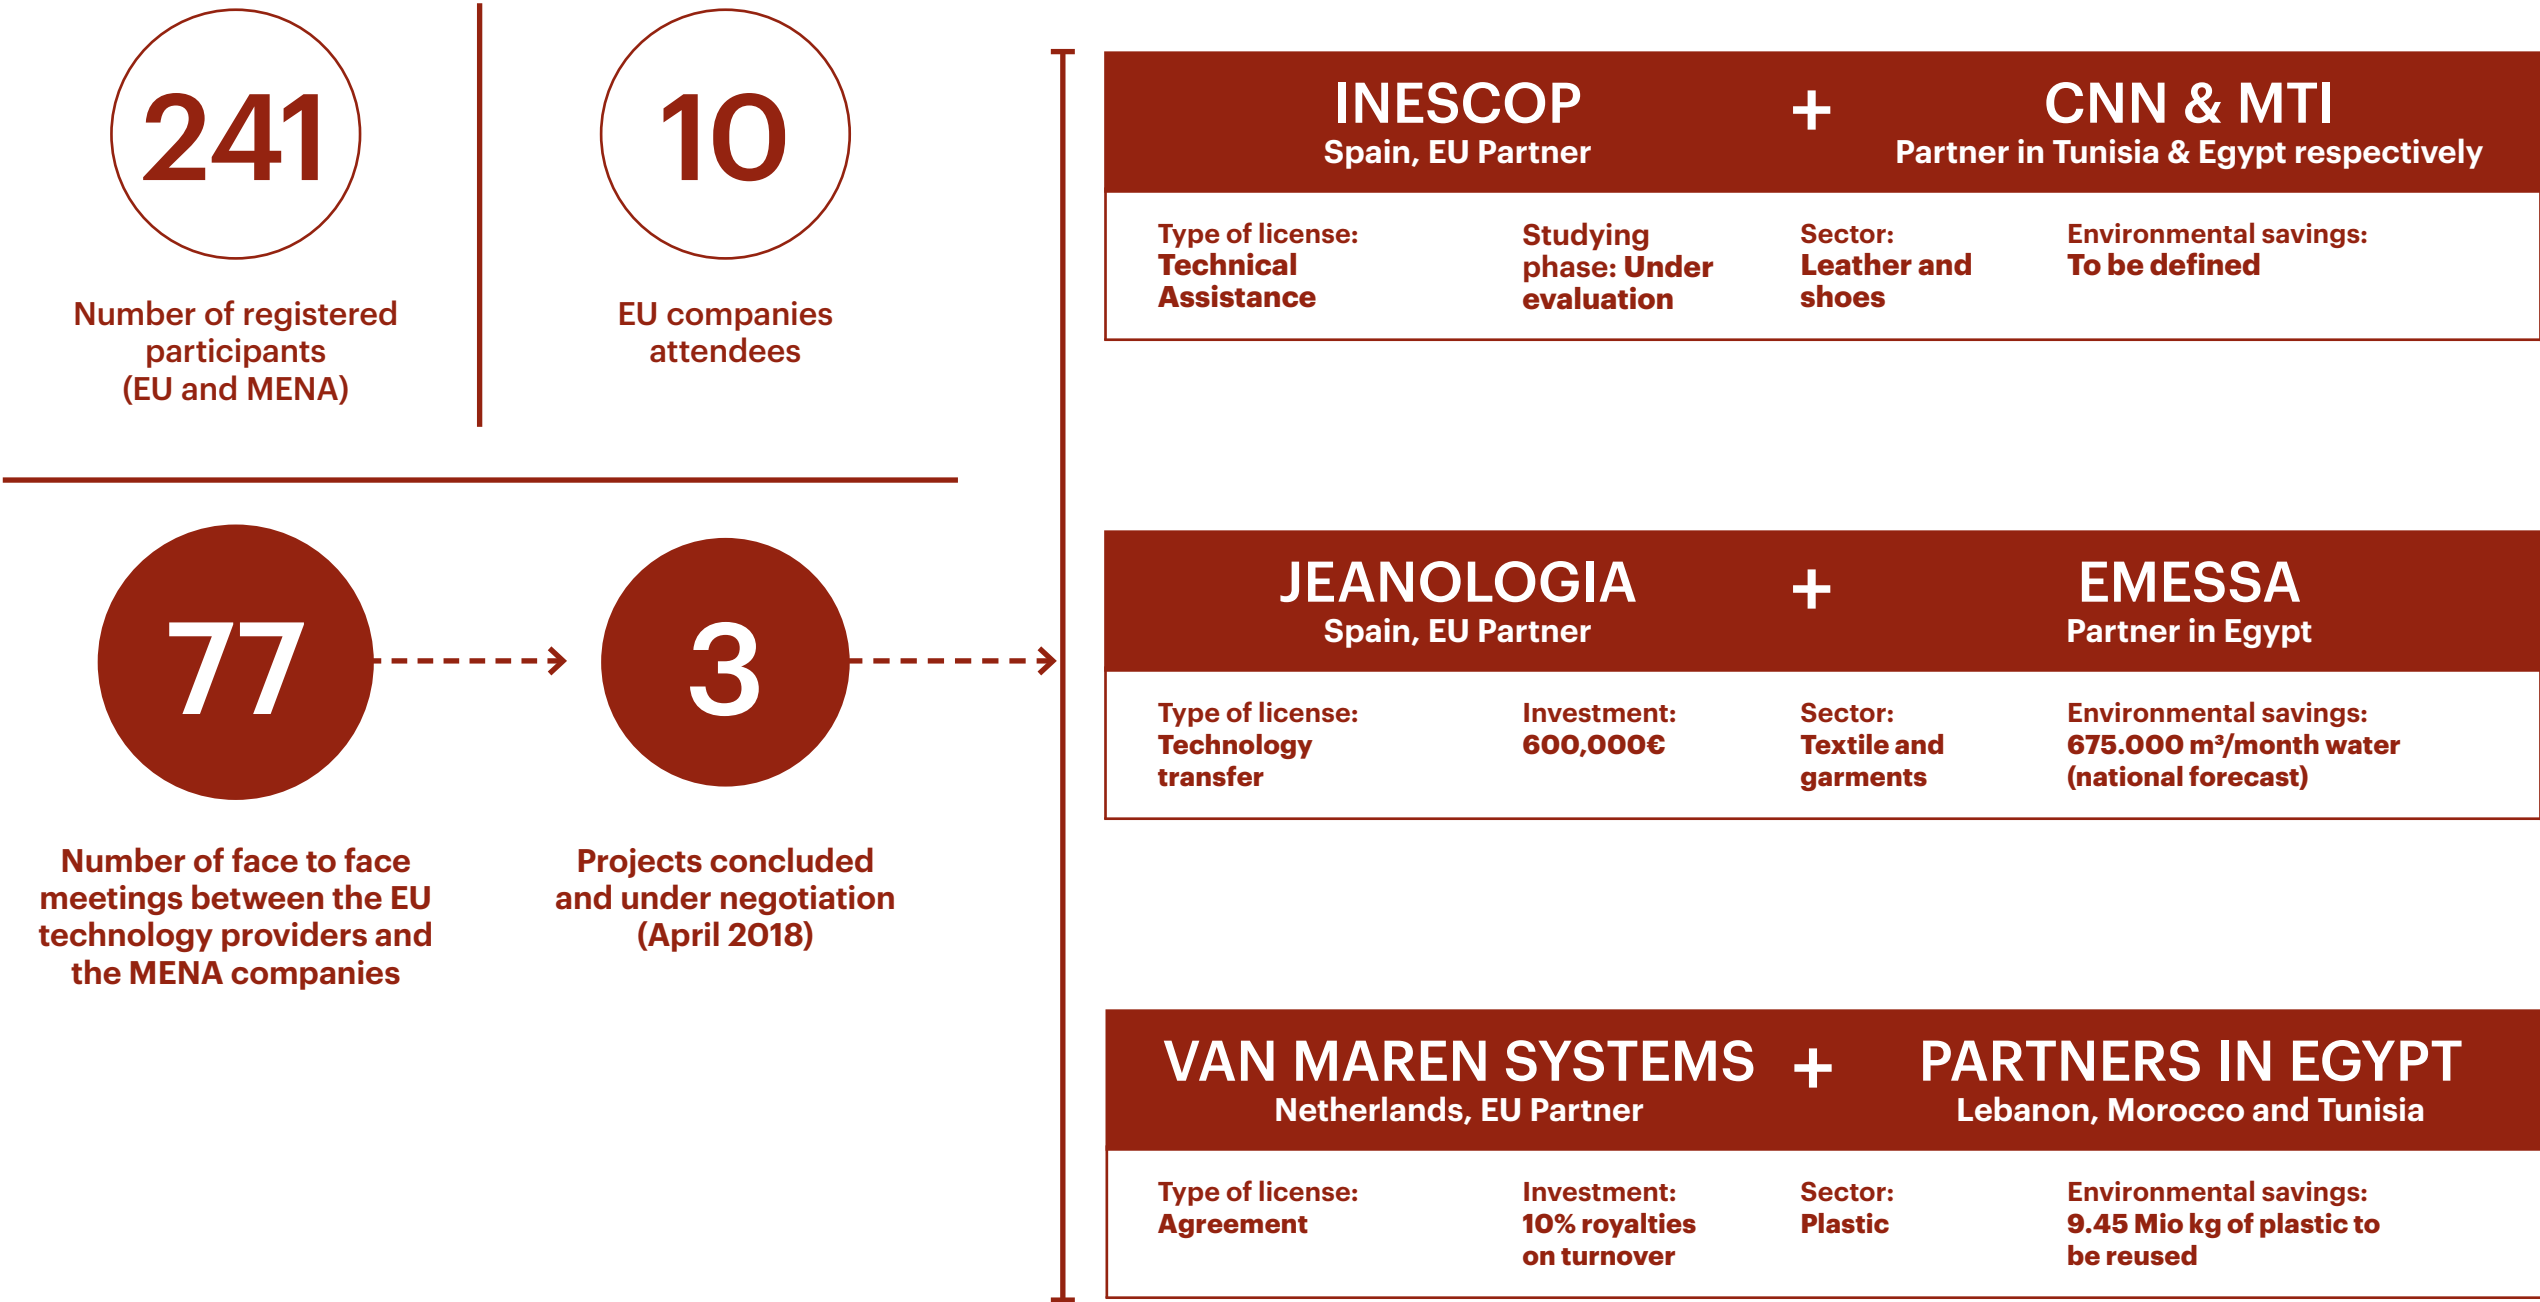 241
Number of registered
participants
(EU and MENA)
10
EU companies
attendees
77
Number of face to face
meetings between the EU
technology providers and
the MENA companies
3
Projects concluded
and under negotiation
(April 2018)
INESCOP
Spain, EU Partner
+
CNN & MTI
Partner in Tunisia & Egypt respectively
Type of license:
Technical
Assistance
Studying
phase: Under
evaluation
Sector:
Leather and
shoes
Environmental savings:
To be defined
JEANOLOGIA
Spain, EU Partner
+
EMESSA
Partner in Egypt
Type of license:
Technology
transfer
Investment:
600,000€
Sector:
Textile and
garments
Environmental savings:
675.000 m³/month water
(national forecast)
VAN MAREN SYSTEMS
Netherlands, EU Partner
+
PARTNERS IN EGYPT
Lebanon, Morocco and Tunisia
Type of license:
Agreement
Investment:
10% royalties
on turnover
Sector:
Plastic
Environmental savings:
9.45 Mio kg of plastic to
be reused